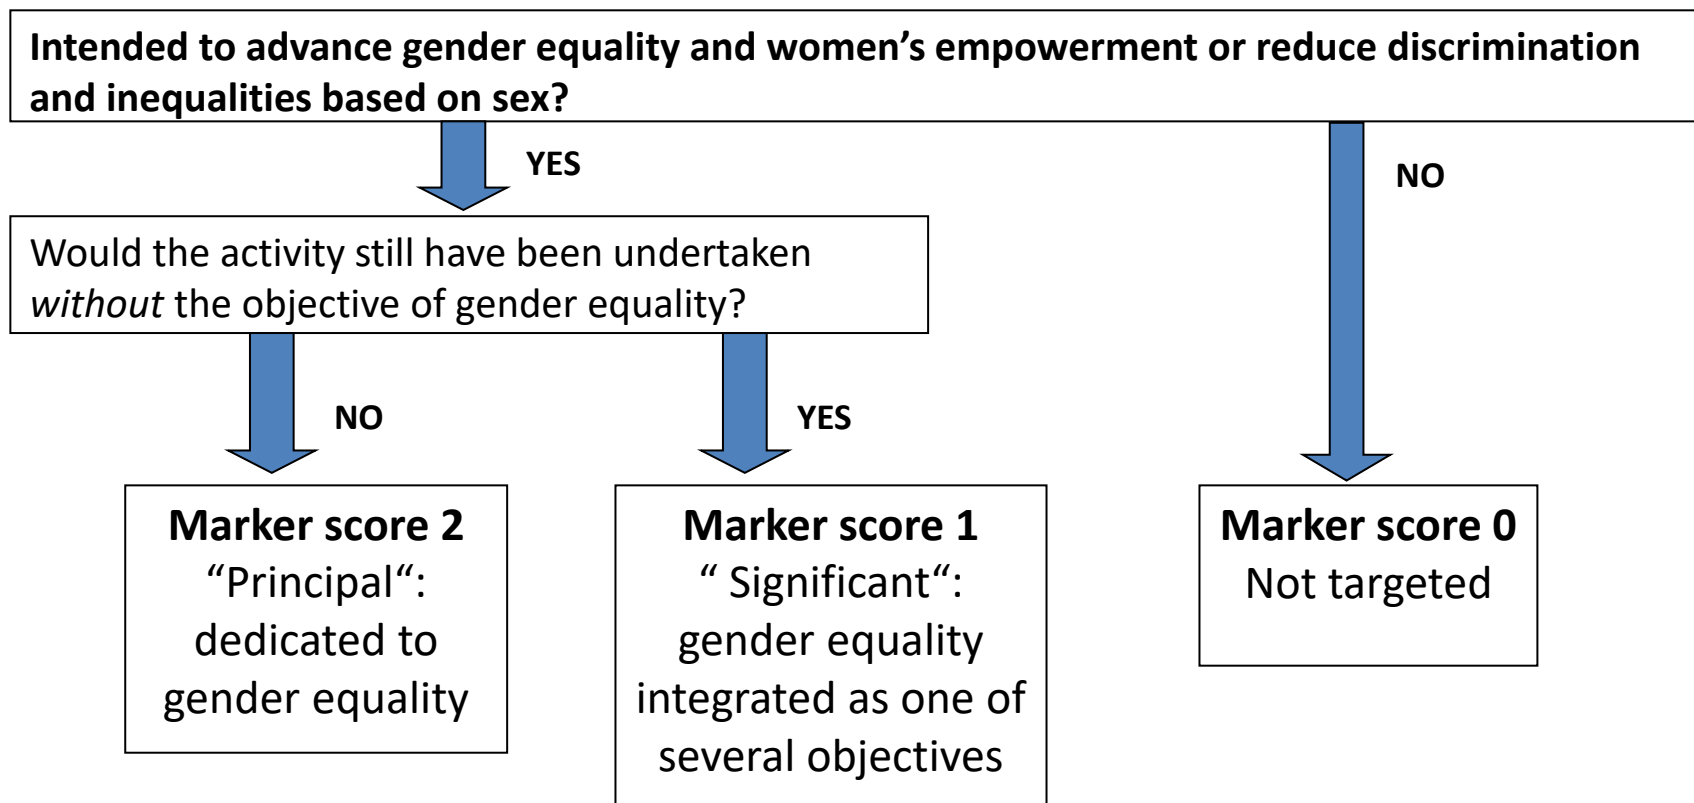 Intended to advance gender equality and women’s empowerment or reduce discrimination
and inequalities based on sex?
YES
NO
Would the activity still have been undertaken
without the objective of gender equality?
NO
YES
Marker score 2
“Principal“:
dedicated to
gender equality
Marker score 1
“ Significant“:
gender equality
integrated as one of
several objectives
Marker score 0
Not targeted